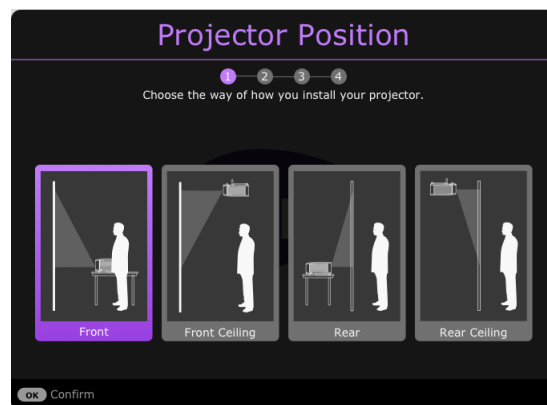 Projector Position
1 2 3 4
Choose the way of how you install your projector.
Front
Front Ceiling
Rear
Rear Ceiling
OK Confirm